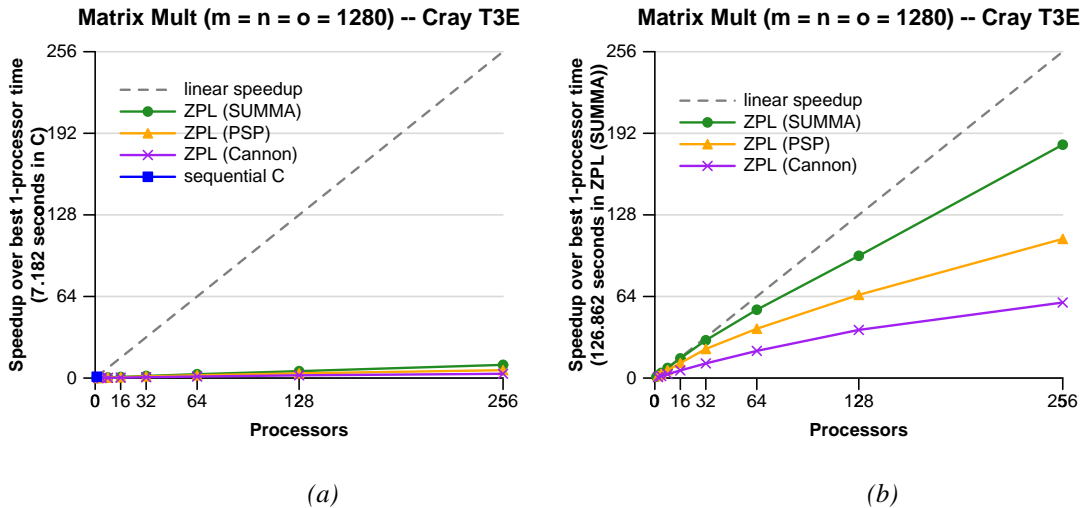 Matrix Mult (m = n = o = 1280) -- Cray T3E
Speedup over best 1-processor time
(7.182 seconds in C)
256
192
128
64
0
linear speedup
ZPL (SUMMA)
ZPL (PSP)
ZPL (Cannon)
sequential C
0 16 32 64 128 256
Processors
(a)
Matrix Mult (m = n = o = 1280) -- Cray T3E
Speedup over best 1-processor time
(126.862 seconds in ZPL (SUMMA))
256
192
128
64
0
linear speedup
ZPL (SUMMA)
ZPL (PSP)
ZPL (Cannon)
0 16 32 64 128 256
Processors
(b)